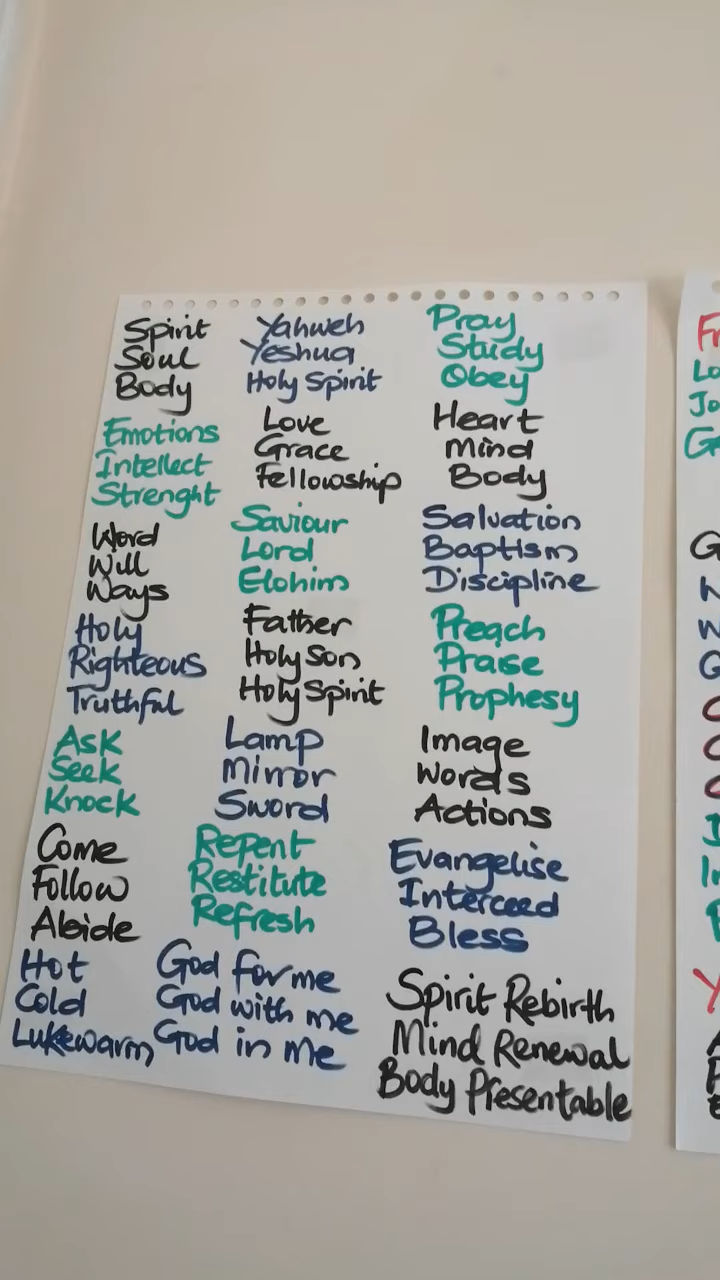 Spirit
Soul
Body
Emotions
Intellect
Strenght
Word
Will
Ways
Holy
Righteous
Truthful
Ask
Seek
Knock
Come
Follow
Abide
Hot
Cold
Lukewarm
Yahweh
Yeshua
Holy Spirit
Love
Grace
Fellowship
Saviour
Lord
Elohim
Father
Holy Son
Holy Spirit
Lamp
Mirror
Sword
Repent
Restitute
Refresh
God for me
God with me
God in me
Pray
Study
Obey
Heart
Mind
Body
Salvation
Baptism
Discipline
Preach
Praise
Prophesy
Image
Words
Actions
Evangelise
Interceed
Bless
Spirit Rebirth
Mind Renewal
Body Presentable